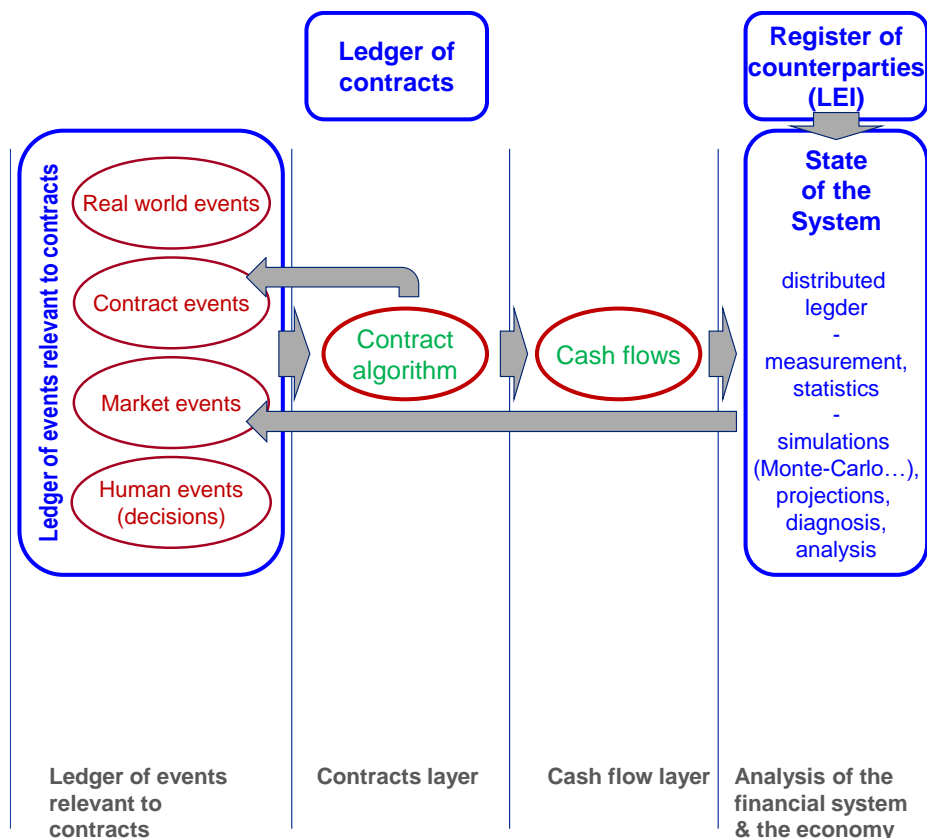 Ledger of
contracts
Register of
counterparties
(LEI)
Ledger of events relevant to contracts
Real world events
Contract events
Market events
Human events
(decisions)
Contract
algorithm
Cash flows
State
of the
System
distributed
legder
-
measurement,
statistics
-
simulations
(Monte-Carlo…),
projections,
diagnosis,
analysis
Ledger of events
relevant to
contracts
Contracts layer
Cash flow layer
Analysis of the
financial system
& the economy